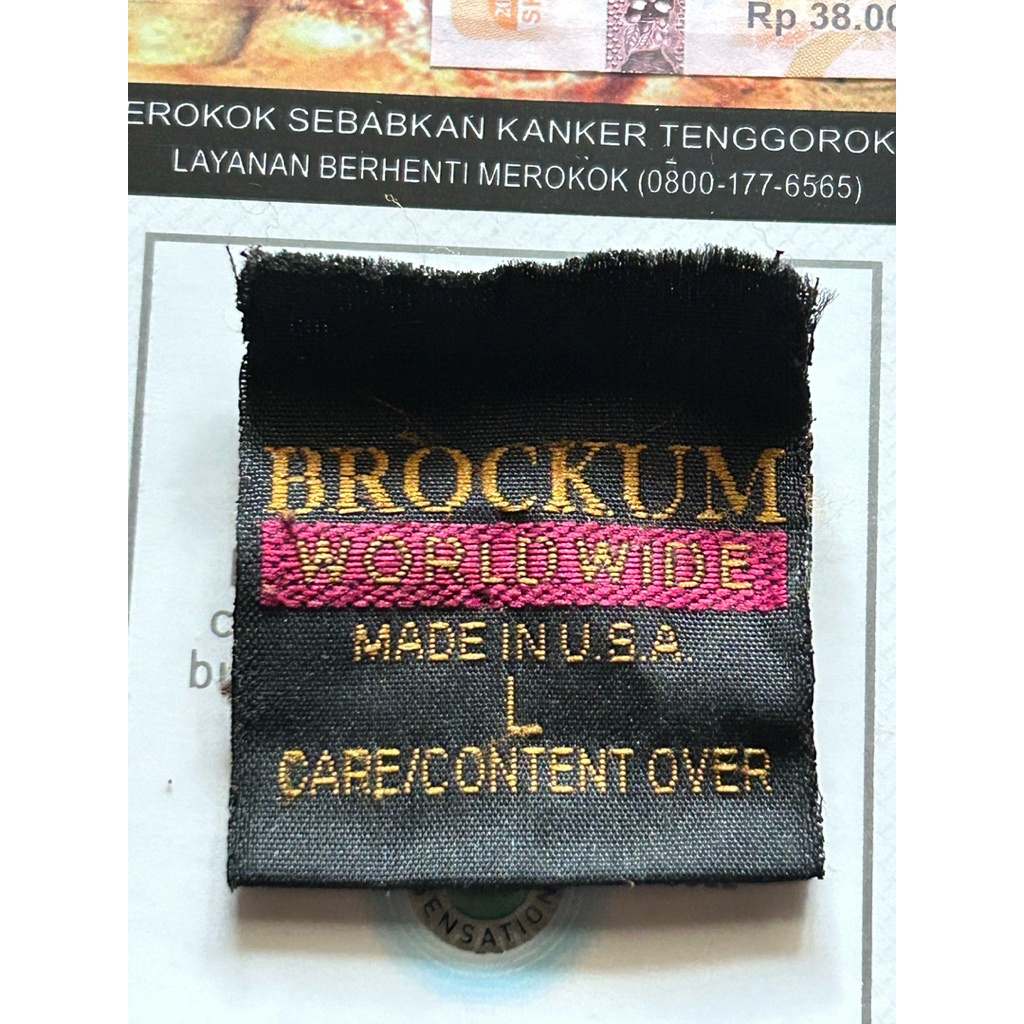 Rp 38.00
EROKOK SEBABKAN KANKER TENGGOROK
LAYANAN BERHENTI MEROKOK (0800-177-6565)
BROCKUM
WORLDWIDE
MADE IN U.S.A.
L
CARE/CONTENT OVER
ENSATION